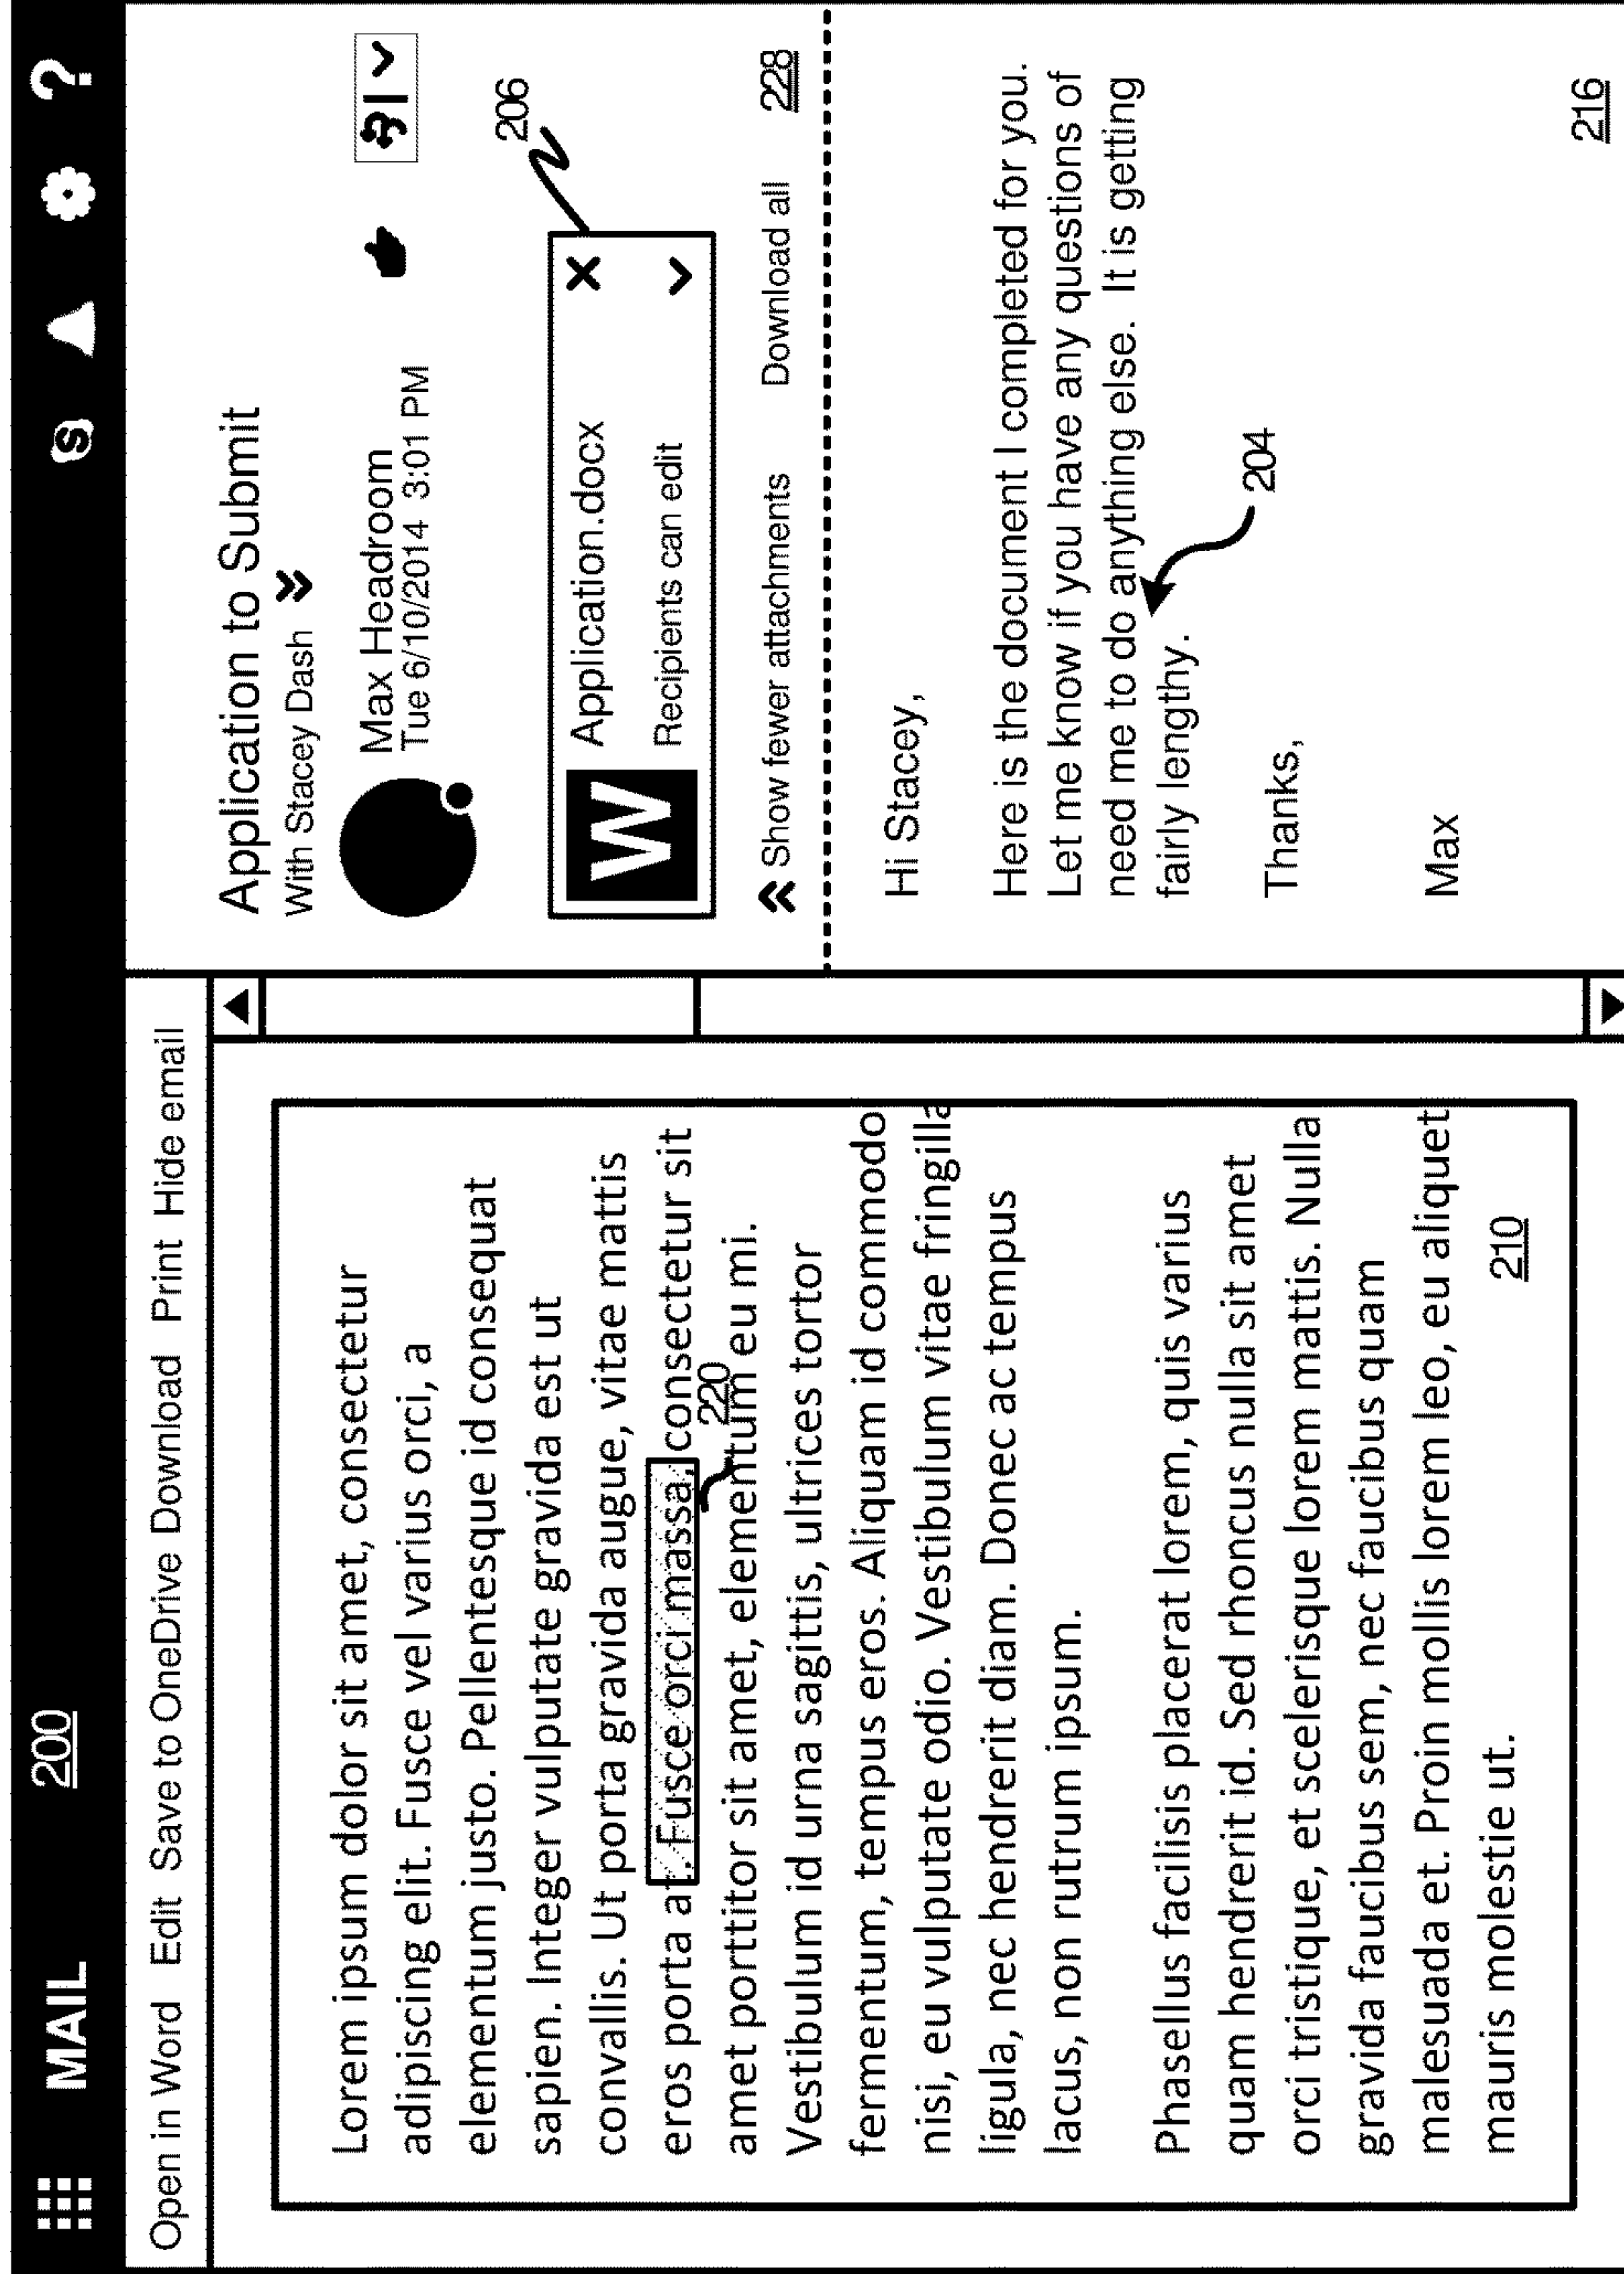 MAIL 200
?
Open in Word Edit Save to OneDrive Download Print Hide email
Lorem ipsum dolor sit amet, consectetur
adipiscing elit. Fusce vel varius orci, a
elementum justo. Pellentesque id consequat
sapien. Integer vulputate gravida est ut
convallis. Ut porta gravida augue, vitae mattis
eros porta at. Fusce orci massa, consectetur sit
220
amet porttitor sit amet, elementum eu mi.
Vestibulum id urna sagittis, ultrices tortor
fermentum, tempus eros. Aliquam id commodo
nisi, eu vulputate odio. Vestibulum vitae fringilla
ligula, nec hendrerit diam. Donec ac tempus
lacus, non rutrum ipsum.
Phasellus facilisis placerat lorem, quis varius
quam hendrerit id. Sed rhoncus nulla sit amet
orci tristique, et scelerisque lorem mattis. Nulla
gravida faucibus sem, nec faucibus quam
malesuada et. Proin mollis lorem leo, eu aliquet
mauris molestie ut.
210
Application to Submit
With Stacey Dash
Max Headroom
Tue 6/10/2014 3:01 PM
206
W
Application.docx X
Recipients can edit
Show fewer attachments Download all 228
Hi Stacey,
Here is the document I completed for you.
Let me know if you have any questions of
need me to do anything else. It is getting
fairly lengthy.
204
Thanks,
Max
216